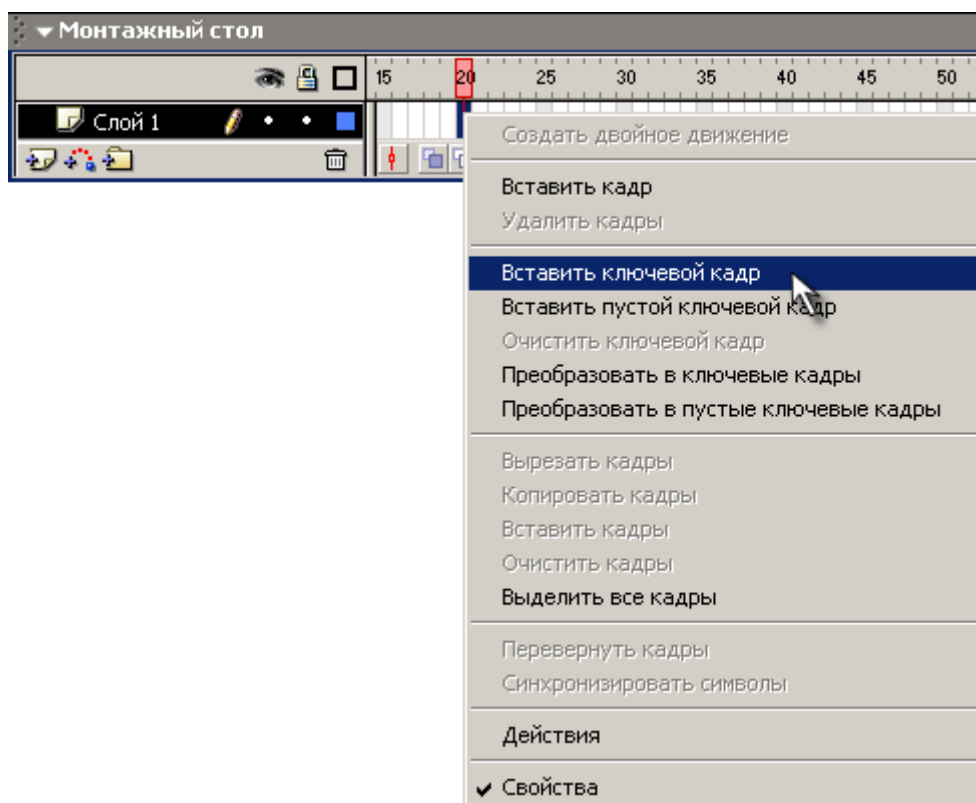 Монтажный стол
15 20 25 30 35 40 45 50
Слой 1
Создать двойное движение
Вставить кадр
Удалить кадры
Вставить ключевой кадр
Вставить пустой ключевой кадр
Очистить ключевой кадр
Преобразовать в ключевые кадры
Преобразовать в пустые ключевые кадры
Вырезать кадры
Копировать кадры
Вставить кадры
Очистить кадры
Выделить все кадры
Перевернуть кадры
Синхронизировать символы
Действия
Свойства